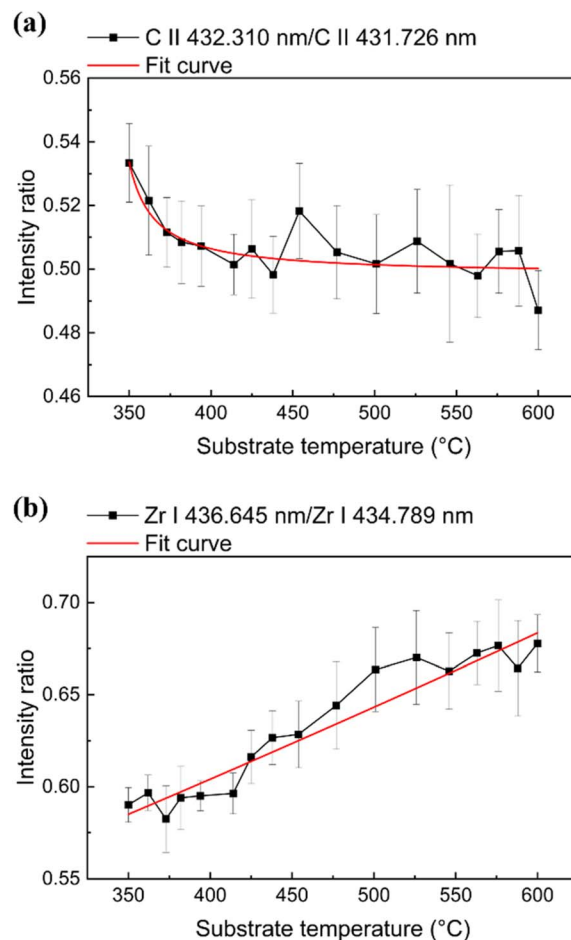 (a)
C II 432.310 nm/C II 431.726 nm
Fit curve
0.56
0.54
0.52
0.50
0.48
0.46
Intensity ratio
350 400 450 500 550 600
Substrate temperature (°C)
(b)
Zr I 436.645 nm/Zr I 434.789 nm
Fit curve
0.70
0.65
0.60
0.55
Intensity ratio
350 400 450 500 550 600
Substrate temperature (°C)